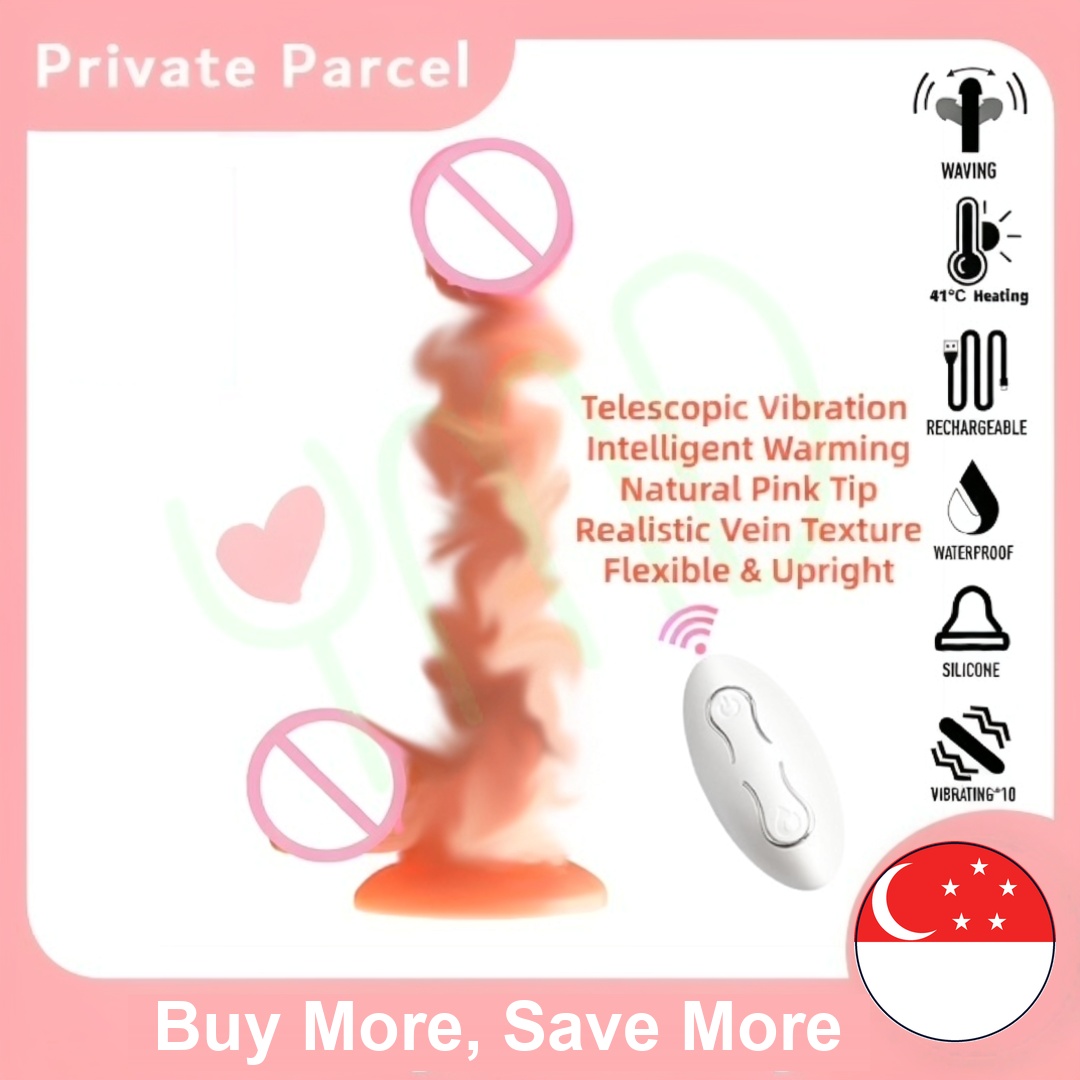 Private Parcel
WAVING
41°C Heating
RECHARGEABLE
Telescopic Vibration
Intelligent Warming
Natural Pink Tip
Realistic Vein Texture
Flexible & Upright
WATERPROOF
SILICONE
VIBRATING*10
Buy More, Save More